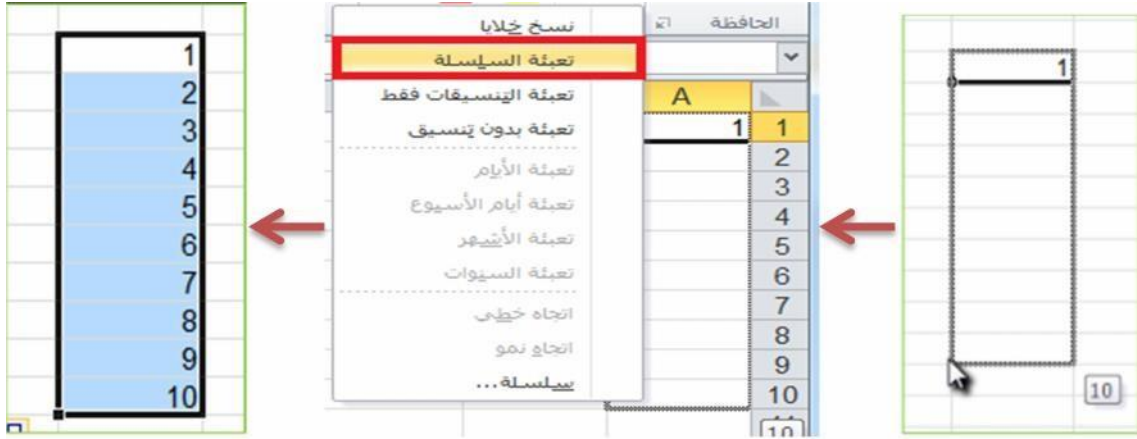 1
10
الحافظة
A
1 1
2
3
4
5
6
7
8
9
10
10
نسخ خلايا
تعبئة السلسلة
تعبئة التنسيقات فقط
تعبئة بدون تنسيق
تعبئة الأيام
تعبئة أيام الأسبوع
تعبئة الأشهر
تعبئة السنوات
اتجاه خطي
اتجاه نمو
سلسلة...
1
2
3
4
5
6
7
8
9
10